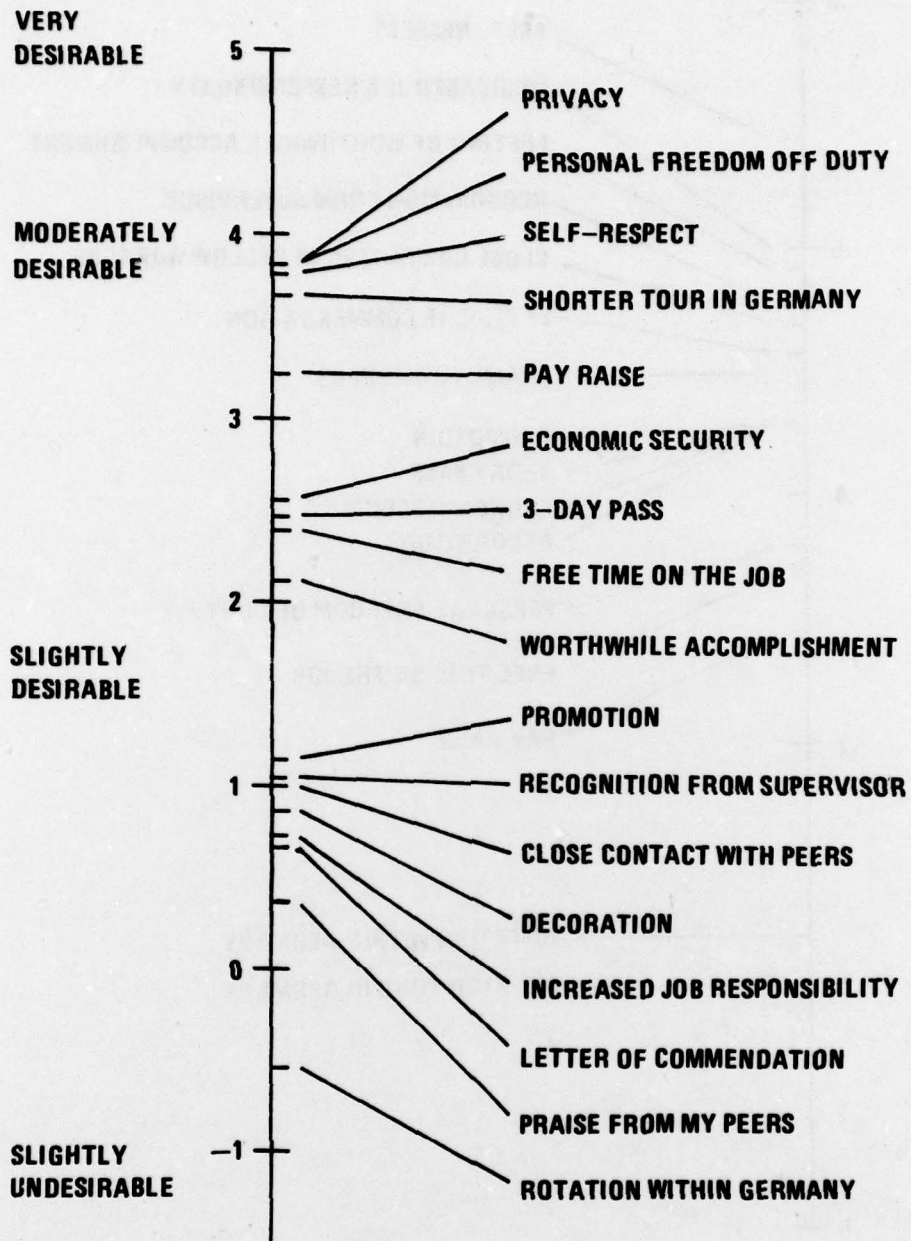 VERY
DESIRABLE
5
PRIVACY
PERSONAL FREEDOM OFF DUTY
MODERATELY
DESIRABLE
4
SELF-RESPECT
SHORTER TOUR IN GERMANY
PAY RAISE
3
ECONOMIC SECURITY
3-DAY PASS
FREE TIME ON THE JOB
2
WORTHWHILE ACCOMPLISHMENT
SLIGHTLY
DESIRABLE
PROMOTION
1
RECOGNITION FROM SUPERVISOR
CLOSE CONTACT WITH PEERS
DECORATION
0
INCREASED JOB RESPONSIBILITY
LETTER OF COMMENDATION
PRAISE FROM MY PEERS
SLIGHTLY
UNDESIRABLE
-1
ROTATION WITHIN GERMANY